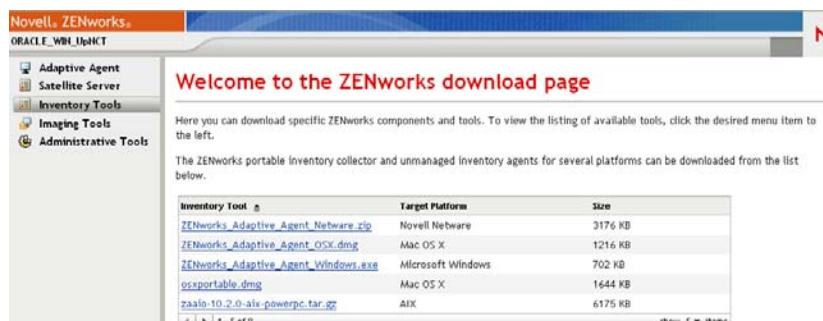 Novell® ZENworks®
ORACLE_WIN_UpNCT
Adaptive Agent
Satellite Server
Inventory Tools
Imaging Tools
Administrative Tools
Welcome to the ZENworks download page
Here you can download specific ZENworks components and tools. To view the listing of available tools, click the desired menu item to
the left.
The ZENworks portable inventory collector and unmanaged inventory agents for several platforms can be downloaded from the list
below.
Inventory Tool Target Platform Size
ZENworks_Adaptive_Agent_Netware.zip Novell Netware 3176 KB
ZENworks_Adaptive_Agent_OSX.dmg Mac OS X 1216 KB
ZENworks_Adaptive_Agent_Windows.exe Microsoft Windows 702 KB
osxportable.dmg Mac OS X 1644 KB
zaaio-10.2.0-aix-powerpc.tar.gz AIX 6175 KB